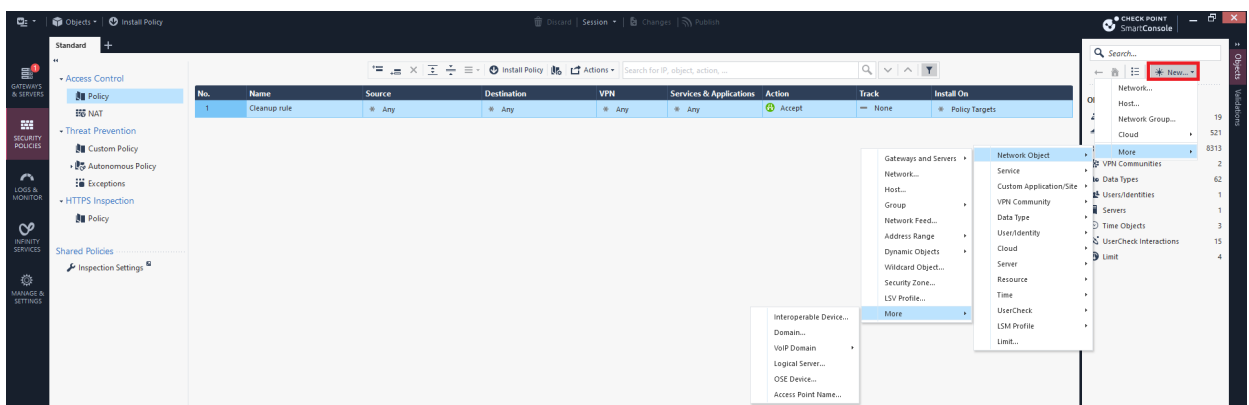 Objects
Install Policy
Discard
Session
Changes
Publish
CHECK POINT
SmartConsole
Standard
Search...
1
GATEWAYS
& SERVERS
SECURITY
POLICIES
LOGS &
MONITOR
INFINITY
SERVICES
MANAGE &
SETTINGS
Access Control
Policy
NAT
Threat Prevention
Custom Policy
Autonomous Policy
Exceptions
HTTPS Inspection
Policy
Shared Policies
Inspection Settings
Install Policy
Actions
Search for IP, object, action, ...
No. Name Source Destination VPN Services & Applications Action Track Install On
1 Cleanup rule Any Any Any Any Accept None Policy Targets
New...
Network...
Host...
Network Group...
Cloud
More
19
521
8313
VPN Communities 2
Data Types 62
Users/Identities 1
Servers 1
Time Objects 3
UserCheck Interactions 15
Limit 4
Objects
Validations
Network Object
Service
Custom Application/Site
VPN Community
Data Type
User/Identity
Cloud
Server
Resource
Time
UserCheck
LSM Profile
Limit...
Gateways and Servers
Network...
Host...
Group
Network Feed...
Address Range
Dynamic Objects
Wildcard Object...
Security Zone...
LSV Profile...
More
Interoperable Device...
Domain...
VoIP Domain
Logical Server...
OSE Device...
Access Point Name...